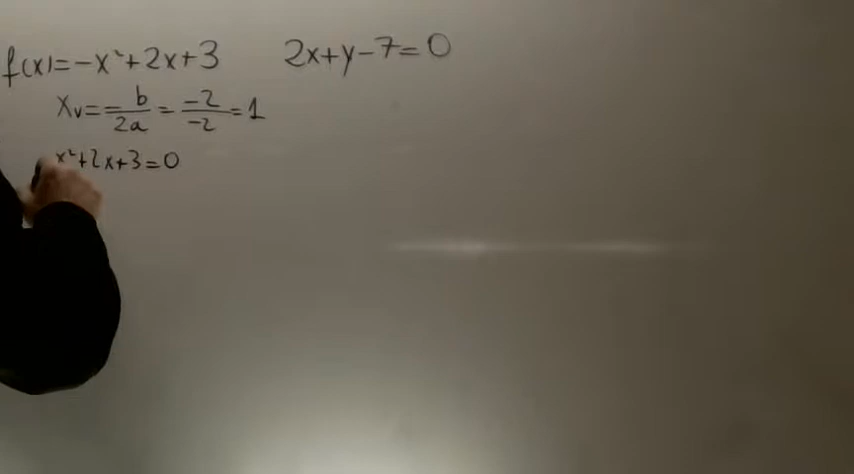 f(x)=-x²+2x+3 2x+y-7=0
Xv=-b/2a=-2/-2=1
x²+2x+3=0